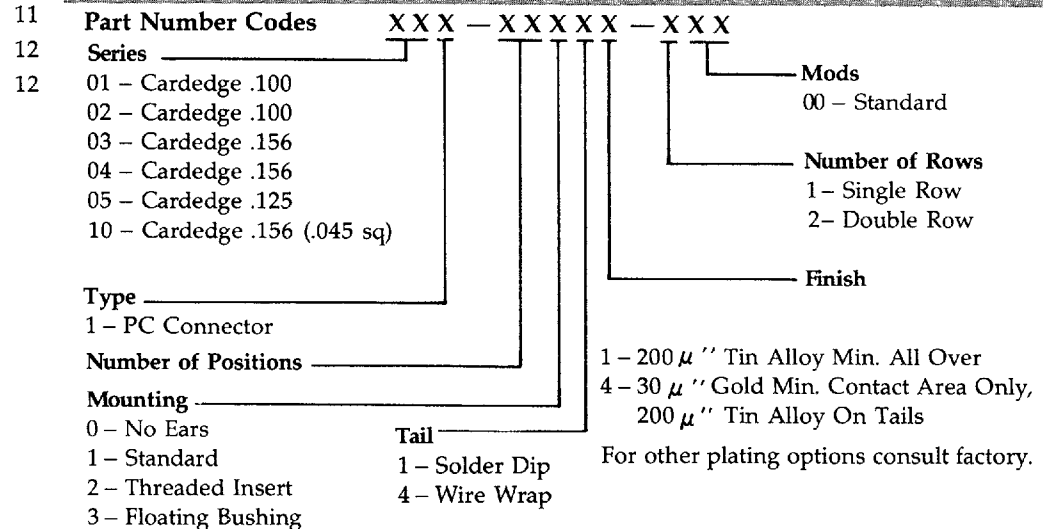 11
12
12
Part Number Codes XXX – XXXXX – XXX
Series
01 – Cardedge .100
02 – Cardedge .100
03 – Cardedge .156
04 – Cardedge .156
05 – Cardedge .125
10 – Cardedge .156 (.045 sq)
Type
1 – PC Connector
Number of Positions
Mounting
0 – No Ears
1 – Standard
2 – Threaded Insert
3 – Floating Bushing
Tail
1 – Solder Dip
4 – Wire Wrap
Mods
00 – Standard
Number of Rows
1 – Single Row
2– Double Row
Finish
1 – 200 μ ′′ Tin Alloy Min. All Over
4 – 30 μ ′′ Gold Min. Contact Area Only,
200 μ ′′ Tin Alloy On Tails
For other plating options consult factory.